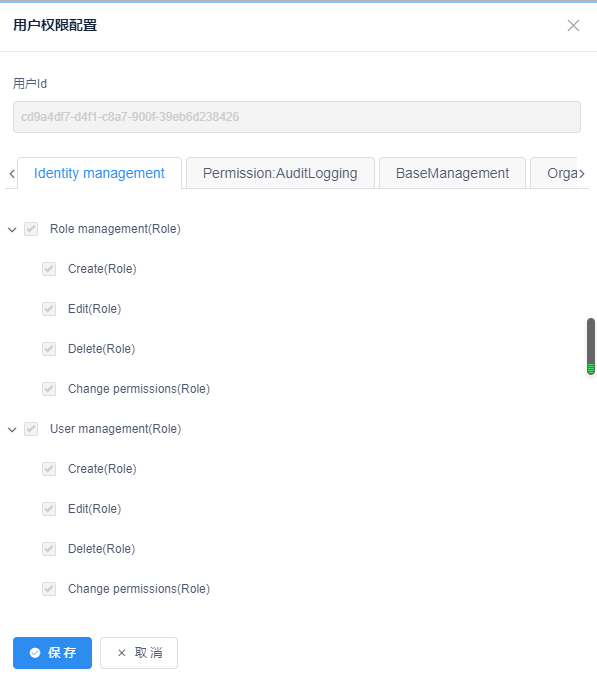 用户权限配置
用户Id
cd9a4df7-d4f1-c8a7-900f-39eb6d238426
Identity management
Permission:AuditLogging
BaseManagement
Orga
Role management(Role)
Create(Role)
Edit(Role)
Delete(Role)
Change permissions(Role)
User management(Role)
Create(Role)
Edit(Role)
Delete(Role)
Change permissions(Role)
保存
取消